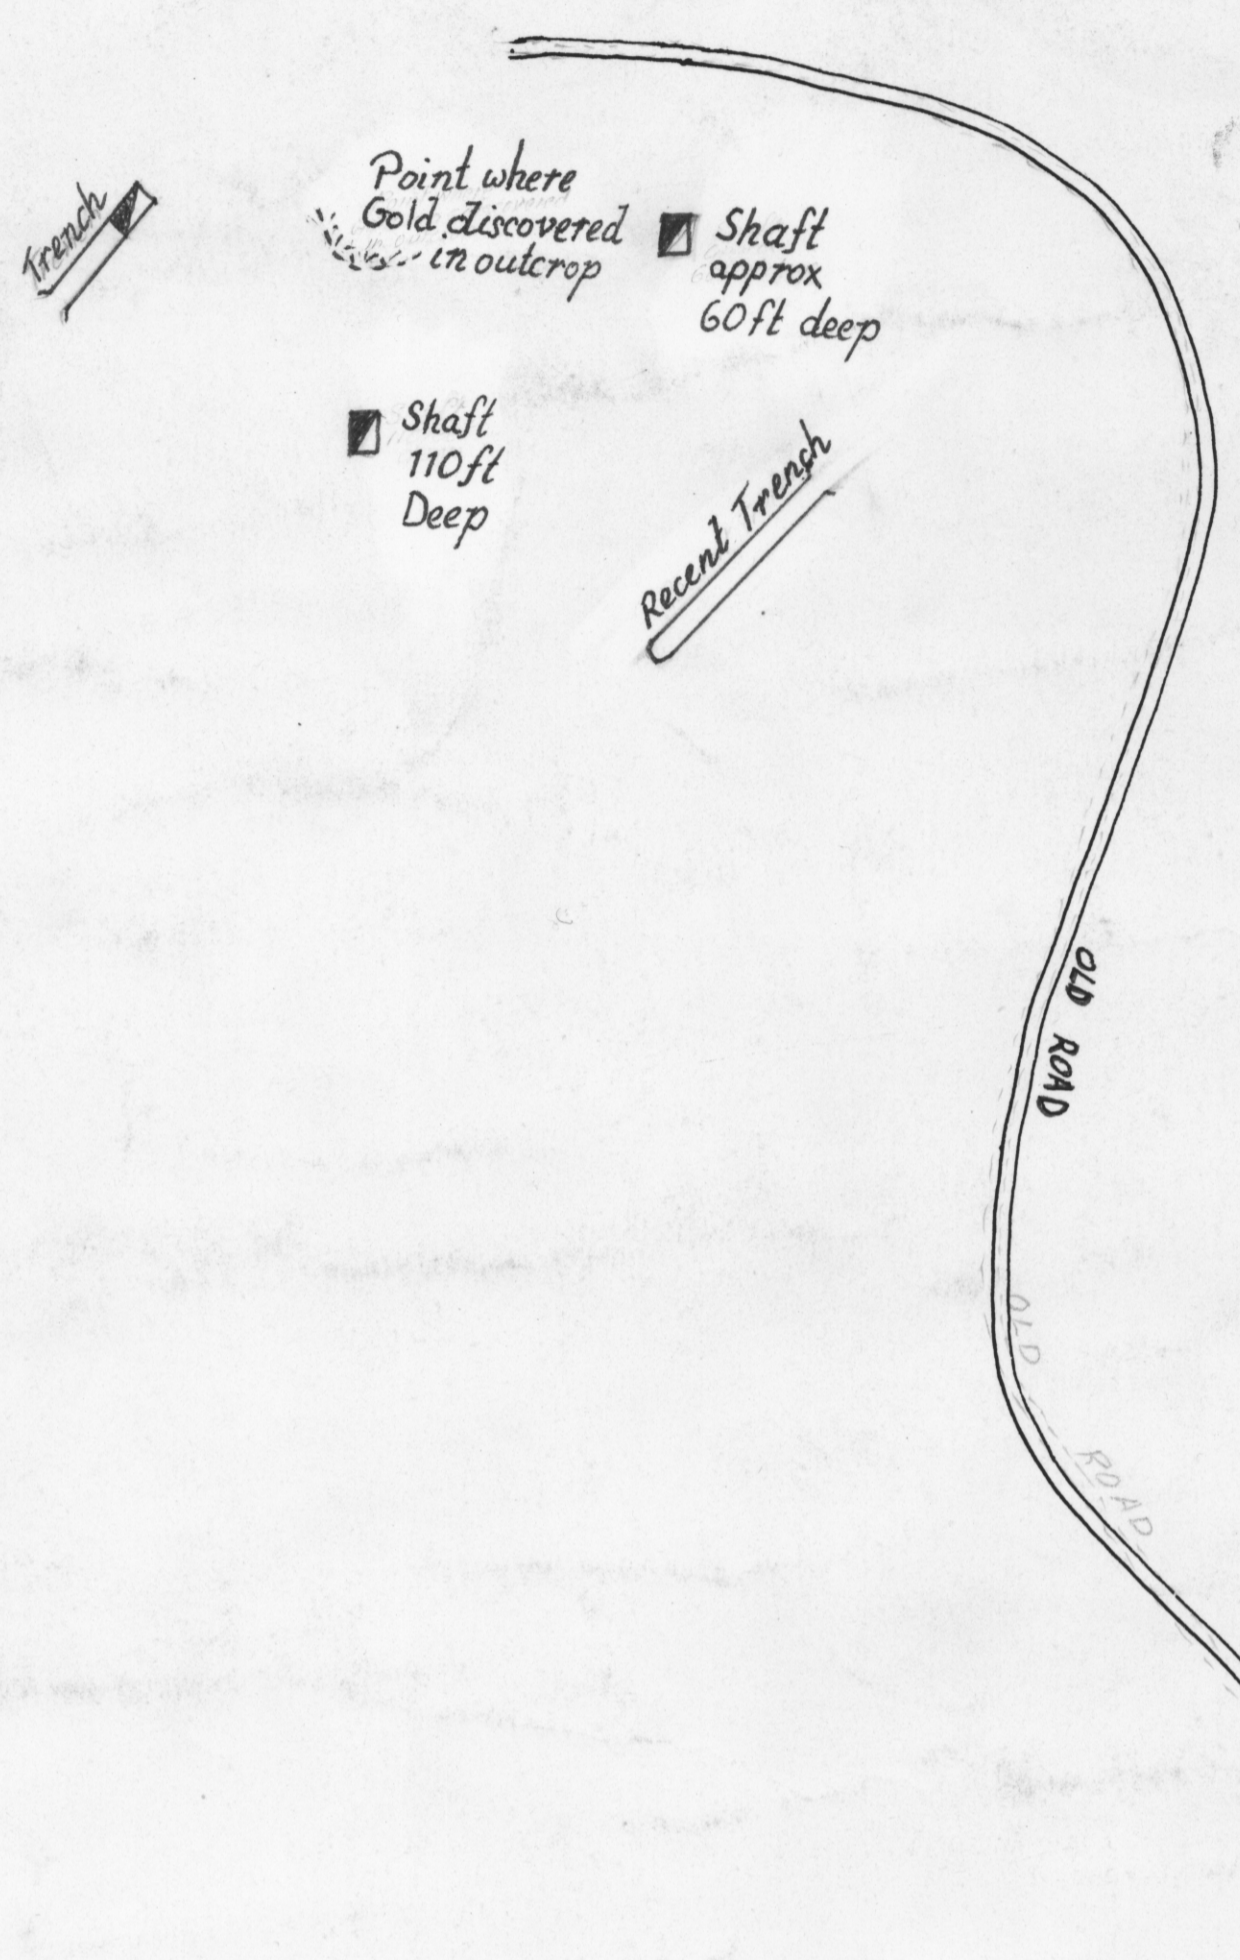 Trench
Point where
Gold discovered
in outcrop
Shaft
approx
60ft deep
Shaft
110ft
Deep
Recent Trench
OLD ROAD
OLD ROAD